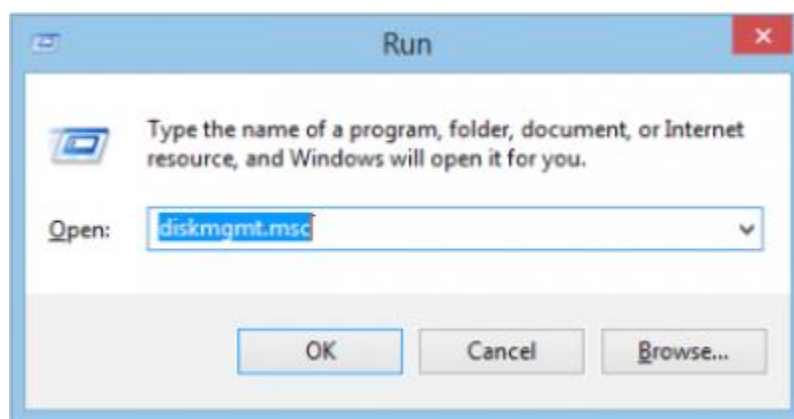 Run
Type the name of a program, folder, document, or Internet
resource, and Windows will open it for you.
Open: diskmgmt.msc
OK Cancel Browse...